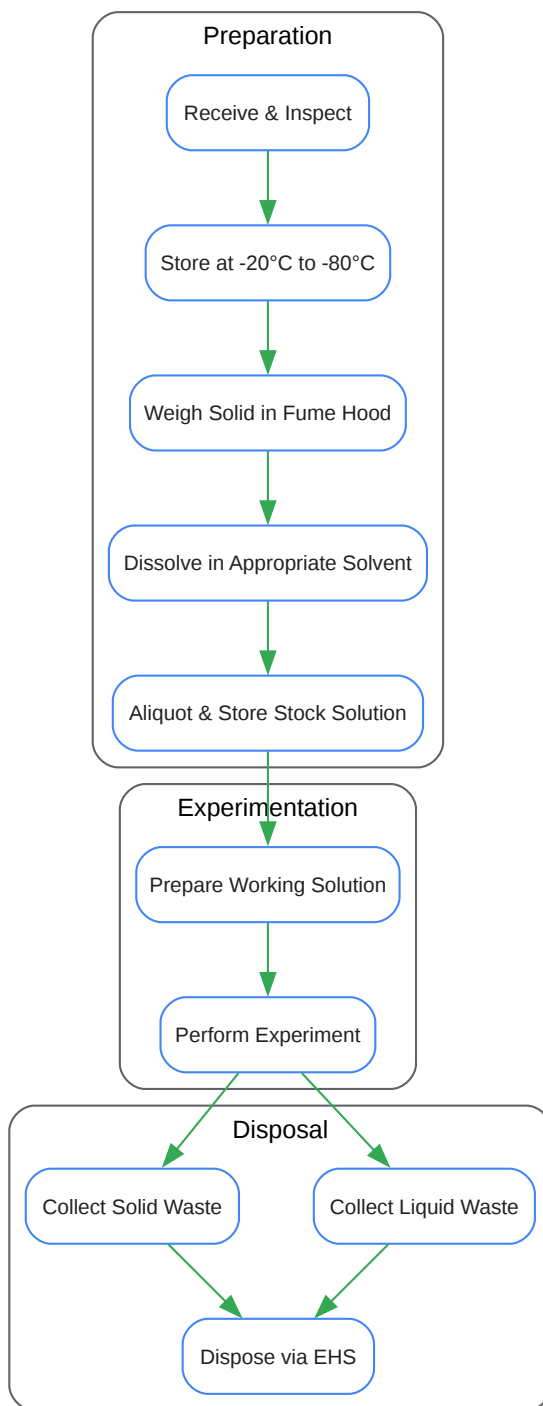 Preparation
Receive & Inspect
Store at -20°C to -80°C
Weigh Solid in Fume Hood
Dissolve in Appropriate Solvent
Aliquot & Store Stock Solution
Experimentation
Prepare Working Solution
Perform Experiment
Disposal
Collect Solid Waste
Collect Liquid Waste
Dispose via EHS